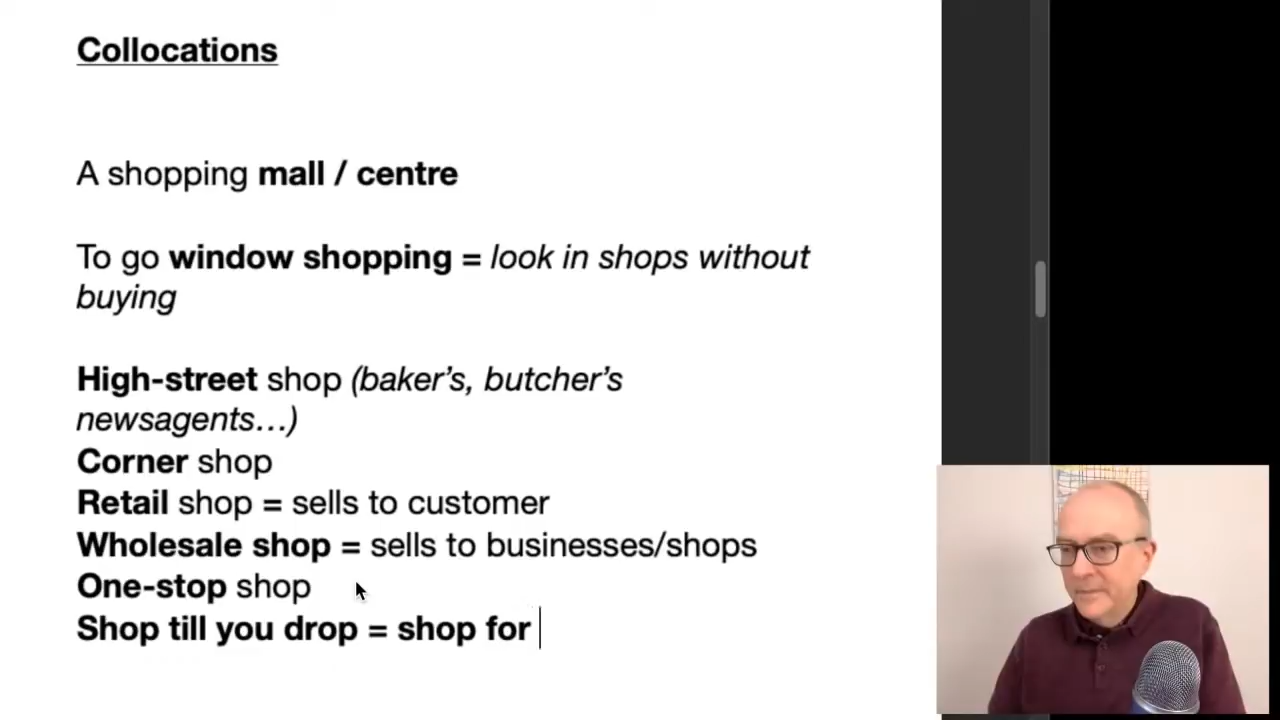 Collocations
A shopping mall / centre
To go window shopping = look in shops without
buying
High-street shop (baker’s, butcher’s
newsagents…)
Corner shop
Retail shop = sells to customer
Wholesale shop = sells to businesses/shops
One-stop shop
Shop till you drop = shop for